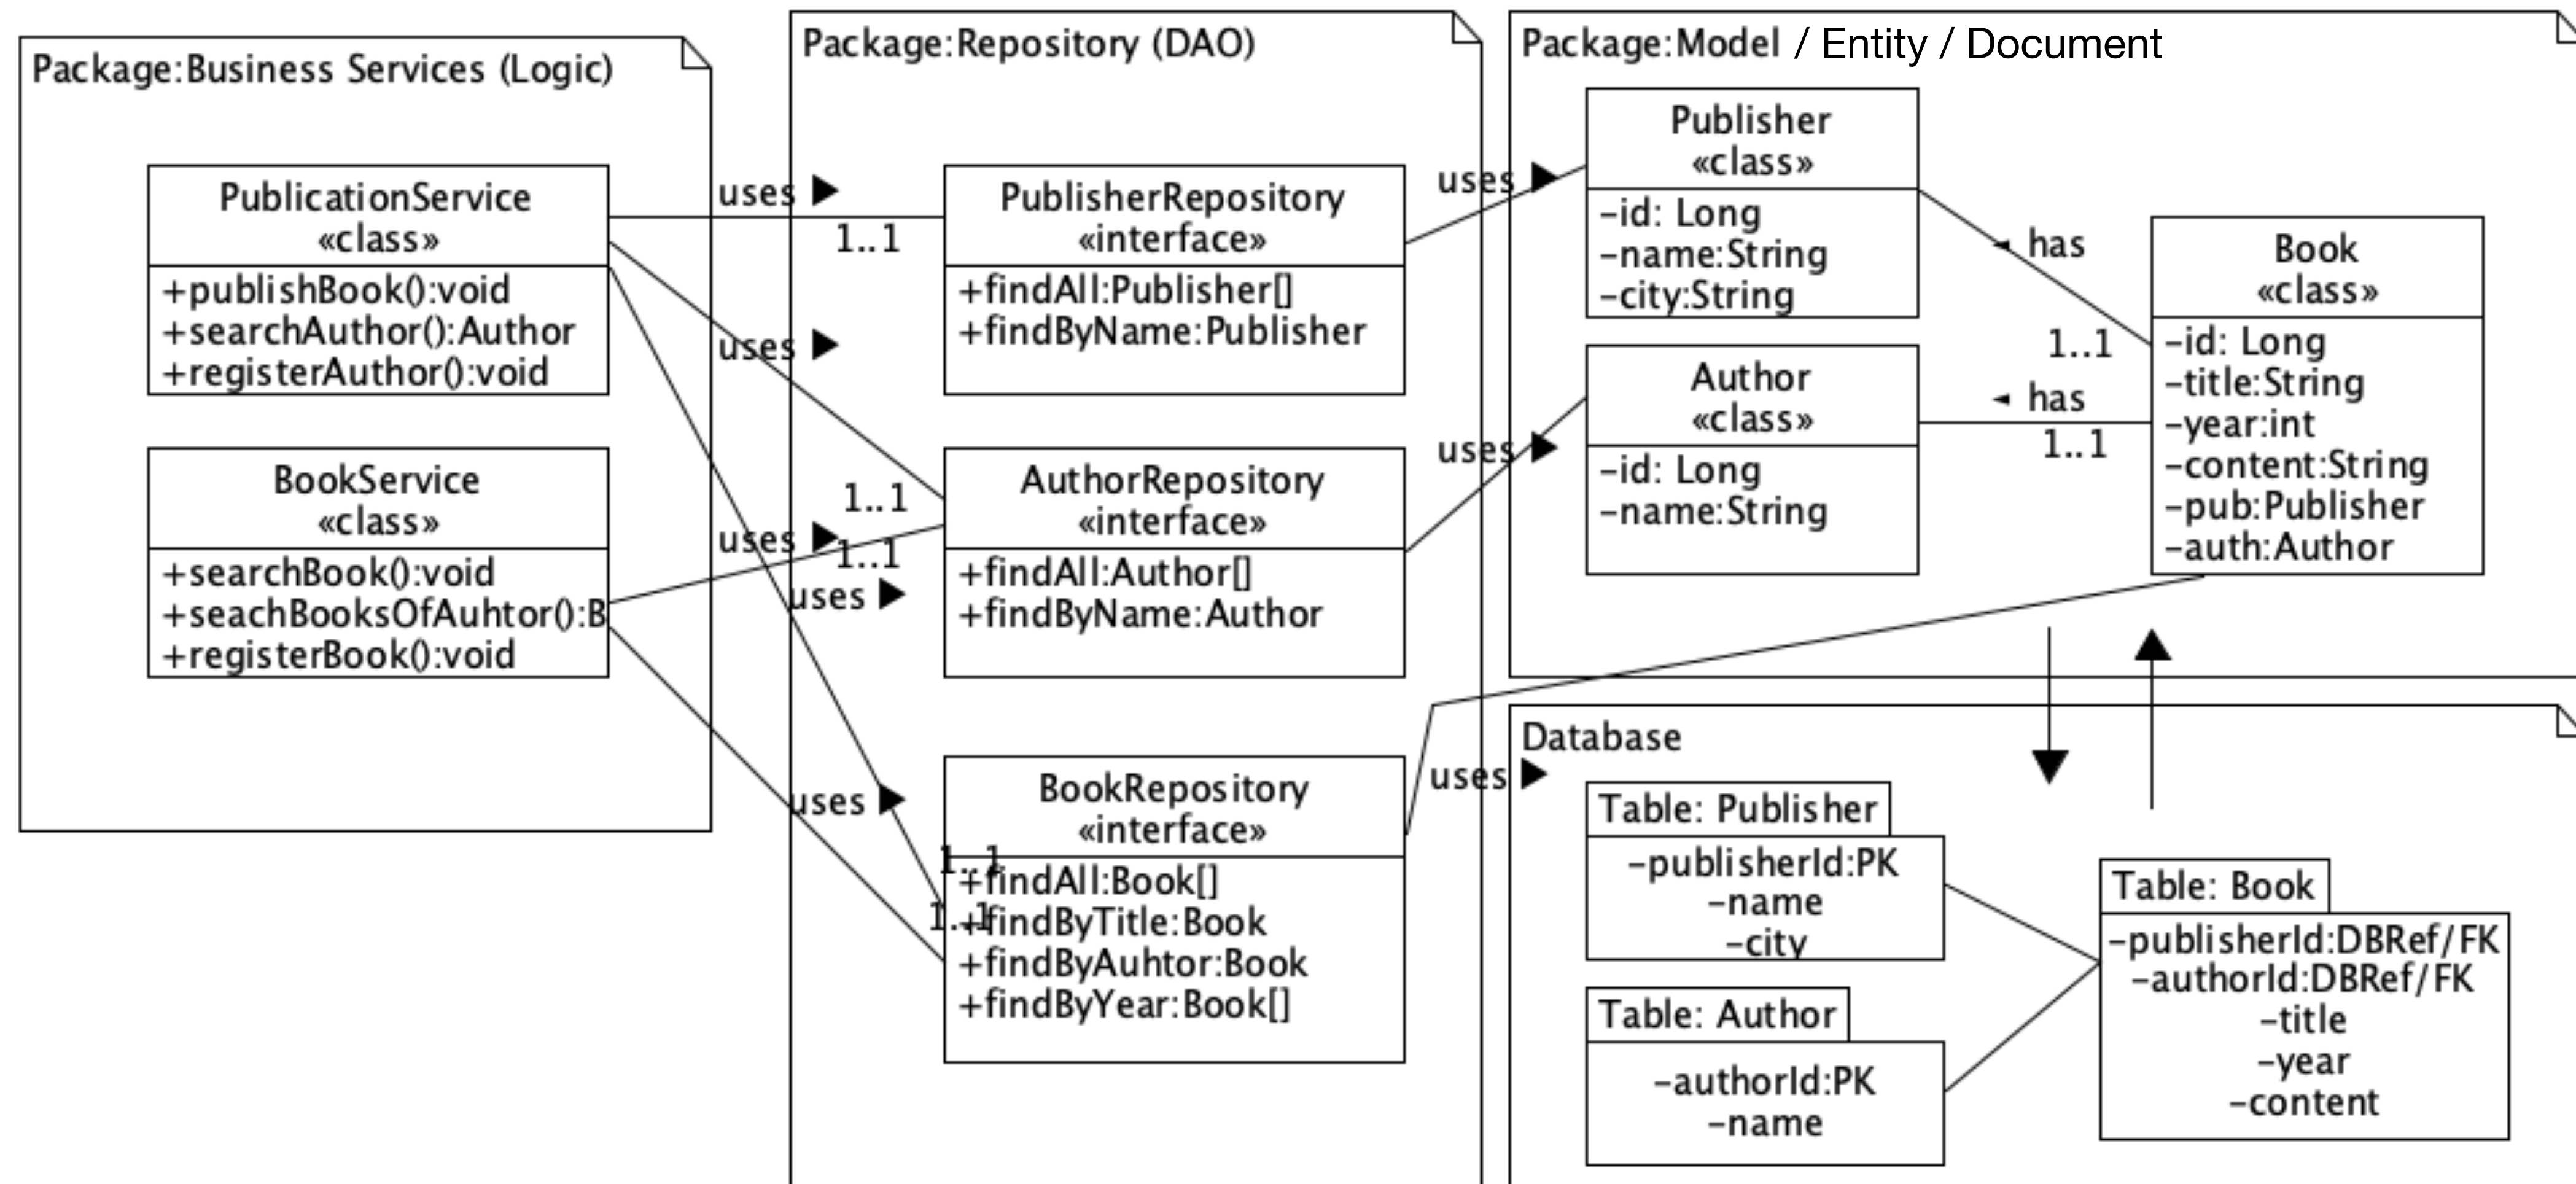 Package:Business Services (Logic)
PublicationService
«class»
+publishBook():void
+searchAuthor():Author
+registerAuthor():void
BookService
«class»
+searchBook():void
+seachBooksOfAuhtor():B
+registerBook():void
uses
1..1
uses
1..1
uses
1..1
uses
uses
1..1
1..1
Package:Repository (DAO)
PublisherRepository
«interface»
+findAll:Publisher[]
+findByName:Publisher
AuthorRepository
«interface»
+findAll:Author[]
+findByName:Author
BookRepository
«interface»
+findAll:Book[]
+findByTitle:Book
+findByAuhtor:Book
+findByYear:Book[]
uses
uses
uses
Package:Model / Entity / Document
Publisher
«class»
-id: Long
-name:String
-city:String
Author
«class»
-id: Long
-name:String
has
1..1
has
1..1
Book
«class»
-id: Long
-title:String
-year:int
-content:String
-pub:Publisher
-auth:Author
Database
Table: Publisher
-publisherId:PK
-name
-city
Table: Author
-authorId:PK
-name
Table: Book
-publisherId:DBRef/FK
-authorId:DBRef/FK
-title
-year
-content